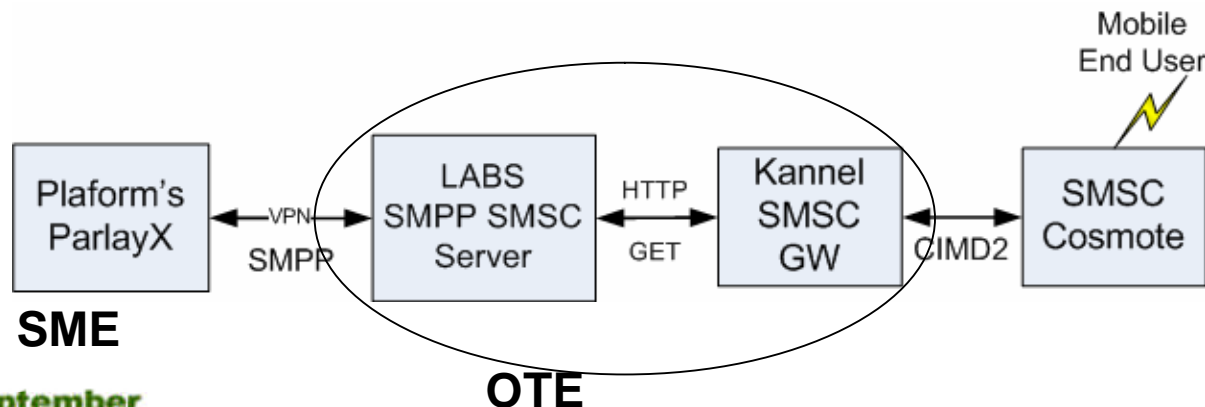 Mobile
End User
Plaform's
ParlayX
VPN
SMPP
LABS
SMPP SMSC
Server
HTTP
GET
Kannel
SMSC
GW
CIMD2
SMSC
Cosmote
SME
OTE
ptember